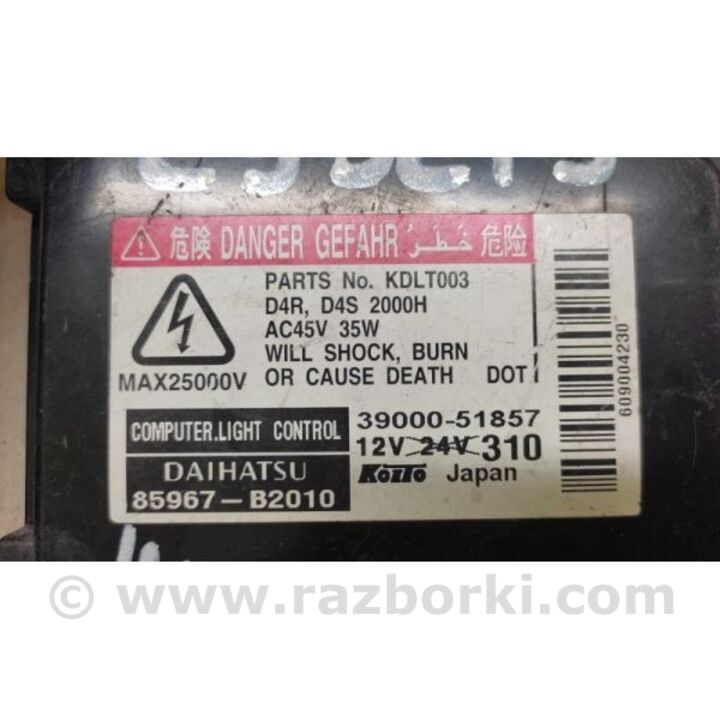 危険 DANGER GEFAHR خَطَرْ 危险
PARTS No. KDLT003
D4R, D4S 2000H
AC45V 35W
WILL SHOCK, BURN
OR CAUSE DEATH DOT
MAX25000V
609004230
COMPUTER.LIGHT CONTROL
39000-51857
12V 24V 310
DAIHATSU
KOITO Japan
85967-B2010
© www.razborki.com